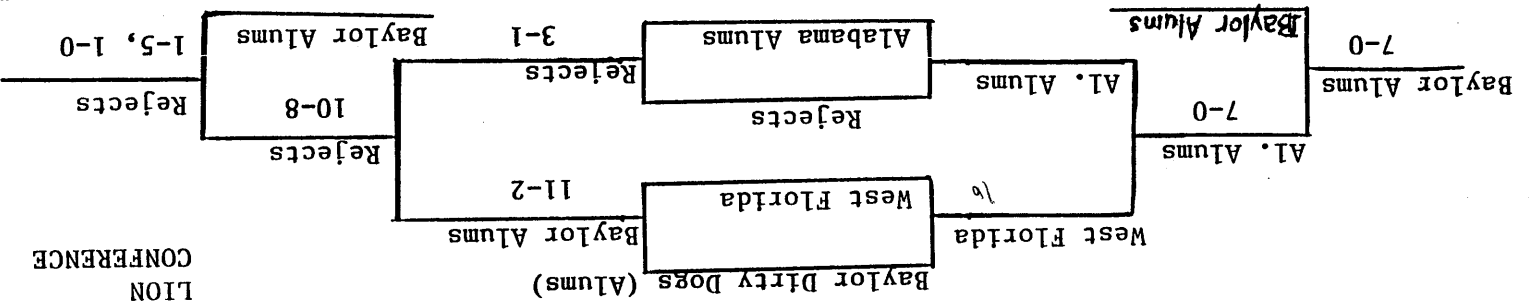 LION
CONFERENCE
Baylor Dirty Dogs (Alums)
West Florida
Baylor Alums
West Florida
11-2
Al. Alums
Rejects
7-0
Rejects
10-8
Rejects
Baylor Alums
Al. Alums
Rejects
7-0
Alabama Alums
3-1
1-5, 1-0
Baylor Alums
Baylor Alums